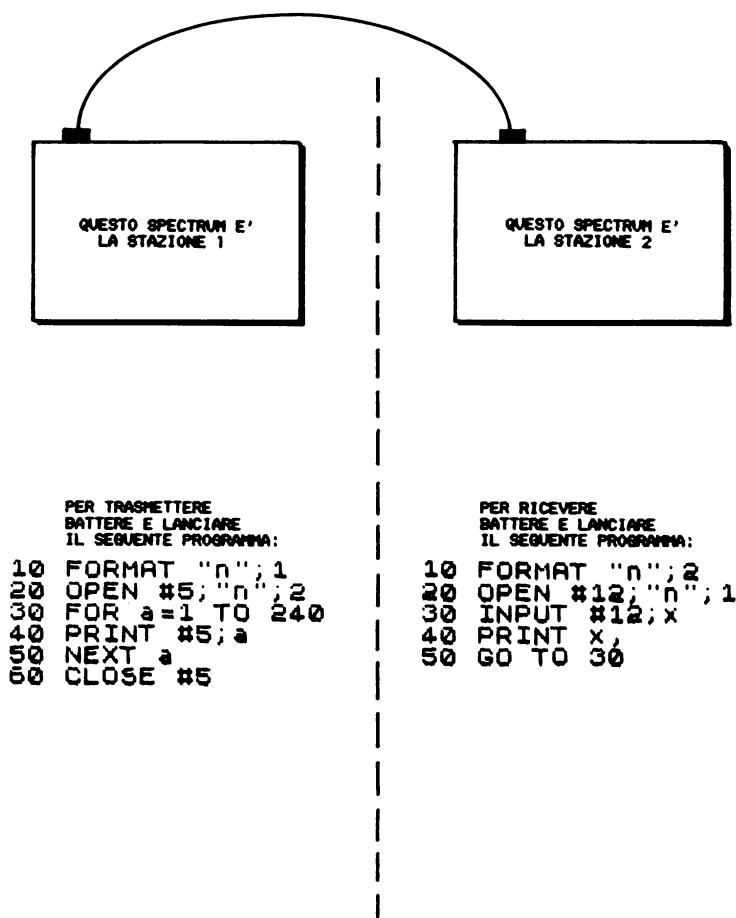 QUESTO SPECTRUM E'
LA STAZIONE 1
QUESTO SPECTRUM E'
LA STAZIONE 2
PER TRASMETTERE
BATTERE E LANCIARE
IL SEGUENTE PROGRAMMA:
10 FORMAT "n";1
20 OPEN #5;"n";2
30 FOR a=1 TO 240
40 PRINT #5;a
50 NEXT a
60 CLOSE #5
PER RICEVERE
BATTERE E LANCIARE
IL SEGUENTE PROGRAMMA:
10 FORMAT "n";2
20 OPEN #12;"n";1
30 INPUT #12;x
40 PRINT x,
50 GO TO 30